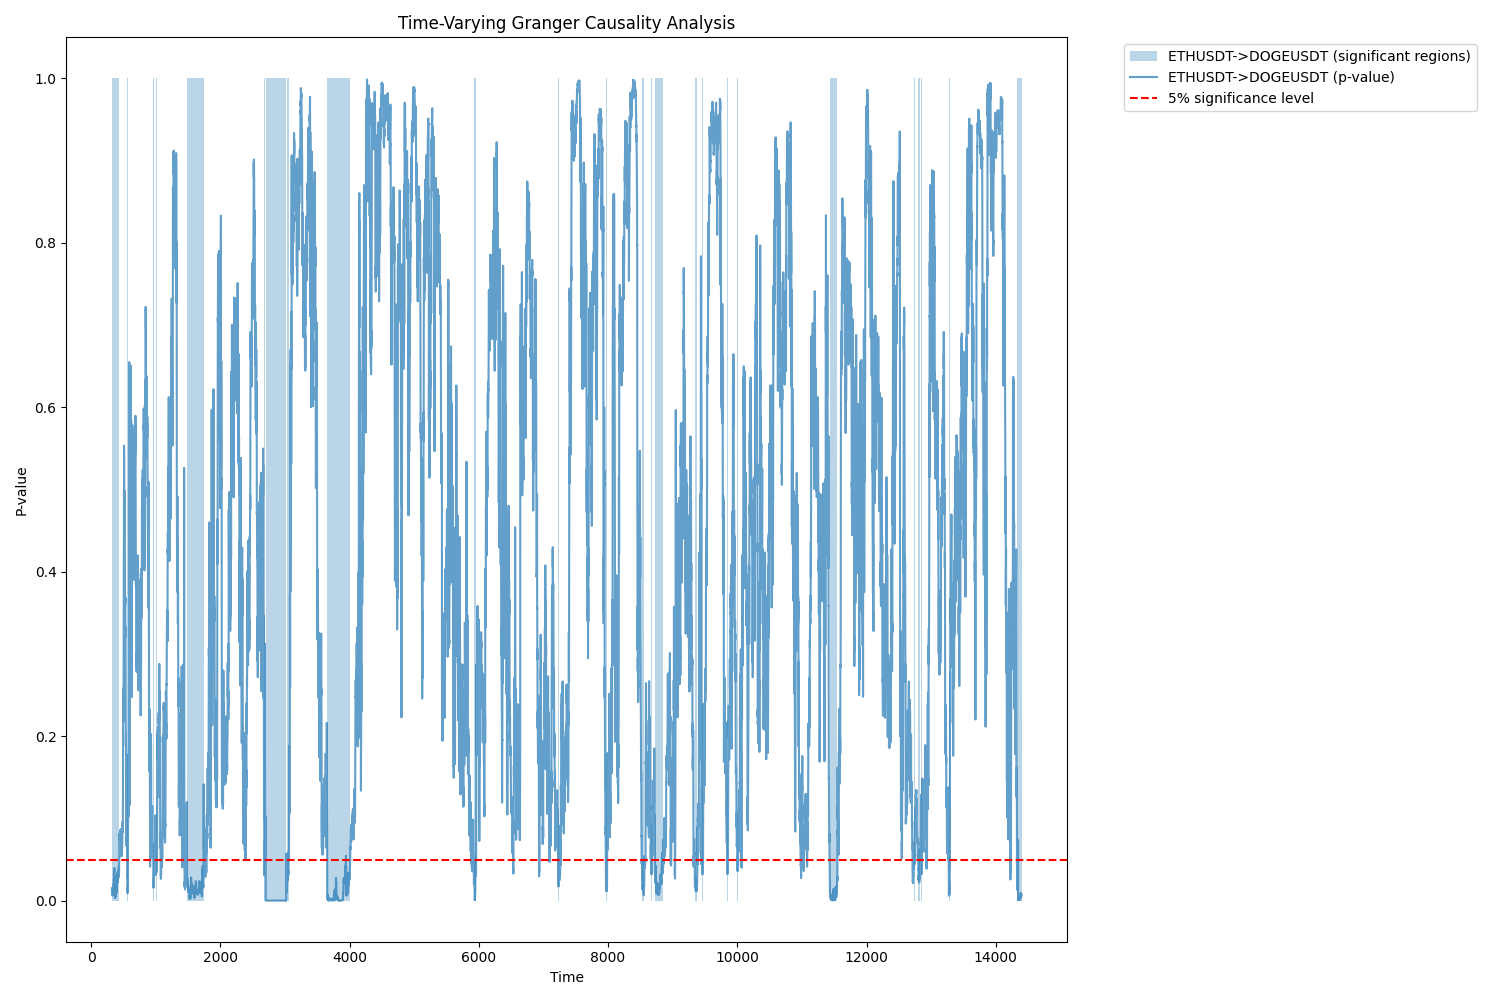 Time-Varying Granger Causality Analysis
ETHUSDT->DOGEUSDT (significant regions)
ETHUSDT->DOGEUSDT (p-value)
5% significance level
1.0
0.8
0.6
0.4
0.2
0.0
P-value
0
2000
4000
6000
8000
10000
12000
14000
Time